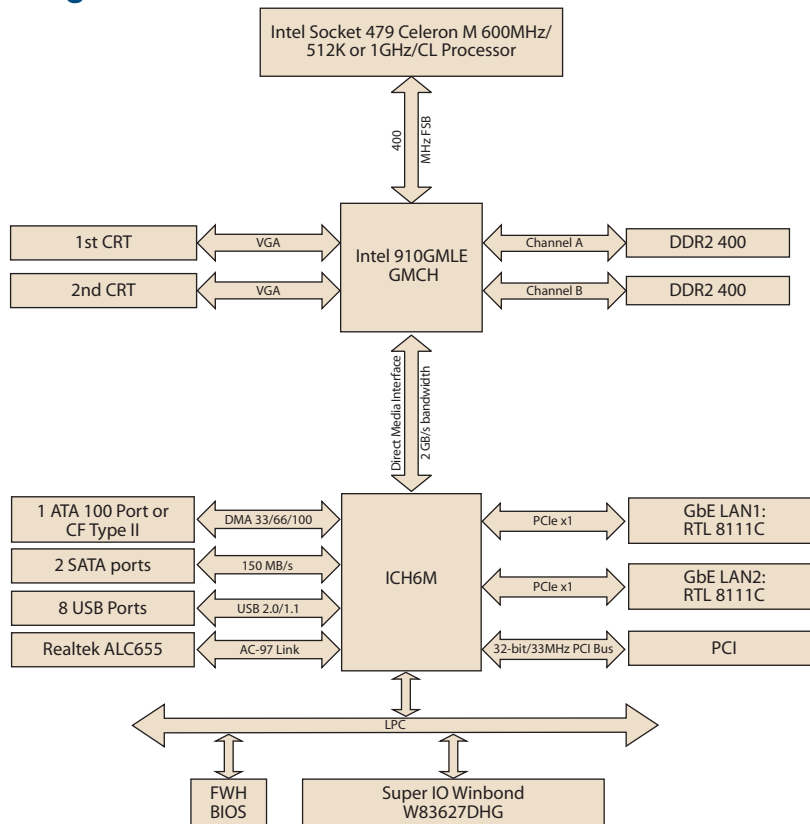 Intel Socket 479 Celeron M 600MHz/
512K or 1GHz/CL Processor
400
MHz FSB
1st CRT
VGA
Intel 910GMLE
GMCH
Channel A
DDR2 400
2nd CRT
VGA
Channel B
DDR2 400
Direct Media Interface
2 GB/s bandwidth
1 ATA 100 Port or
CF Type II
DMA 33/66/100
ICH6M
PCIe x1
GbE LAN1:
RTL 8111C
2 SATA ports
150 MB/s
PCIe x1
GbE LAN2:
RTL 8111C
8 USB Ports
USB 2.0/1.1
Realtek ALC655
AC-97 Link
32-bit/33MHz PCI Bus
PCI
LPC
FWH
BIOS
Super IO Winbond
W83627DHG